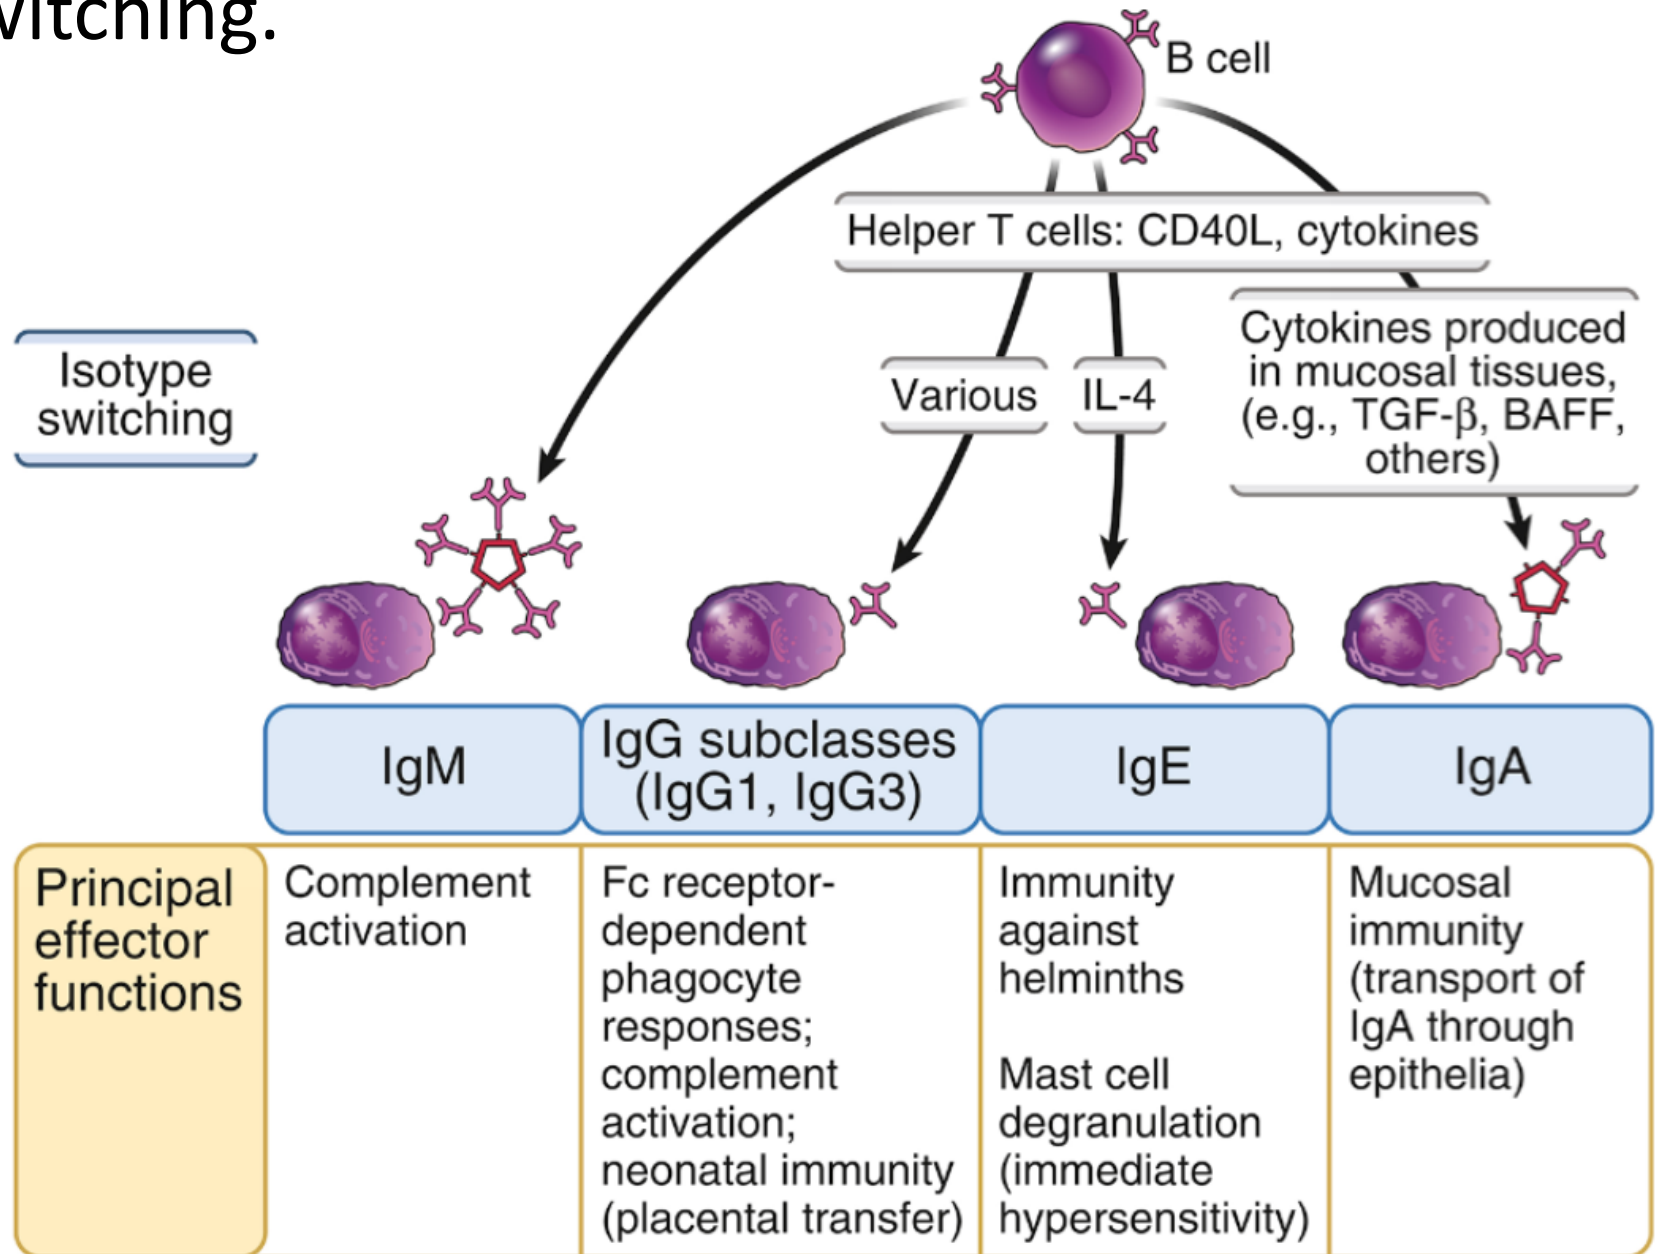 witching.
B cell
Helper T cells: CD40L, cytokines
Isotype
switching
Various
IL-4
Cytokines produced
in mucosal tissues,
(e.g., TGF-β, BAFF,
others)
IgM
IgG subclasses
(IgG1, IgG3)
IgE
IgA
Principal
effector
functions
Complement
activation
Fc receptor-
dependent
phagocyte
responses;
complement
activation;
neonatal immunity
(placental transfer)
Immunity
against
helminths
Mast cell
degranulation
(immediate
hypersensitivity)
Mucosal
immunity
(transport of
IgA through
epithelia)